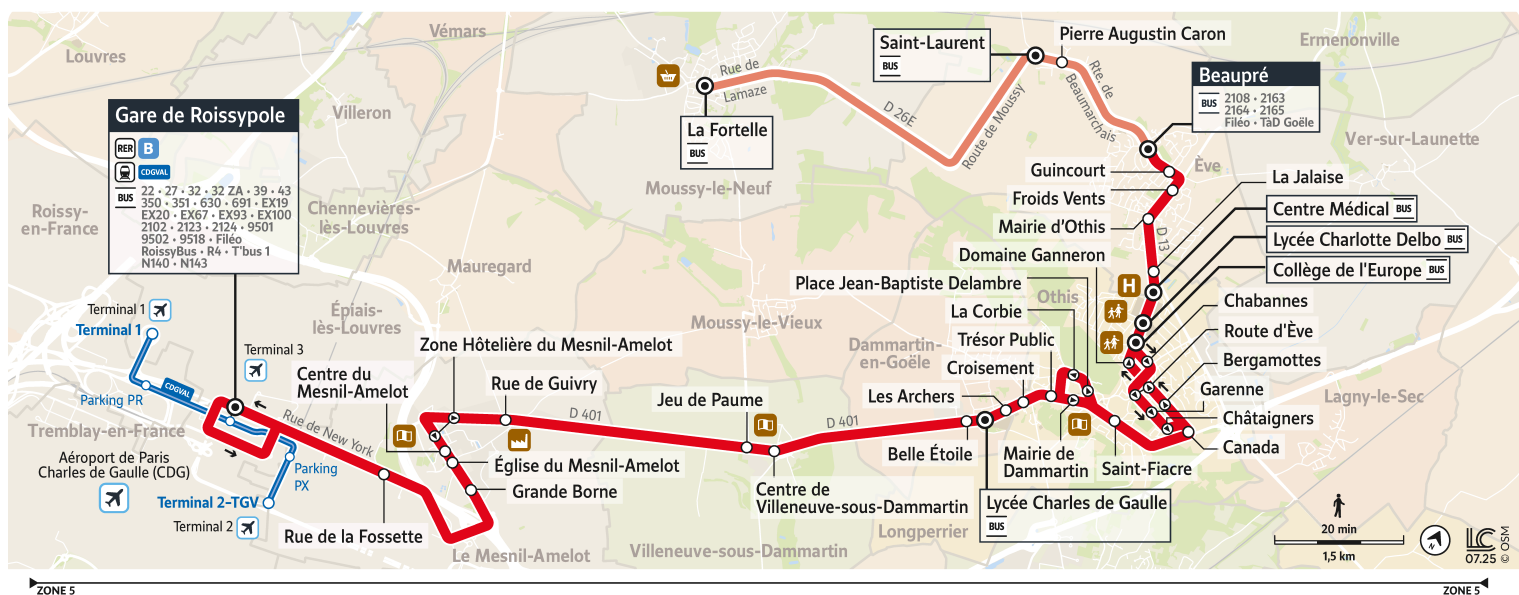 Louvres
Vémars
Villeron
Roissy-
en-France
Chennevières-
lès-Louvres
Mauregard
Épiais-
lès-Louvres
Tremblay-en-France
Le Mesnil-Amelot
Moussy-le-Neuf
Moussy-le-Vieux
Villeneuve-sous-Dammartin
Longperrier
Dammartin-
en-Goële
Othis
Ève
Ermenonville
Ver-sur-Launette
Lagny-le-Sec
Gare de Roissypole
RER B
CDGVAL
BUS
22 • 27 • 32 • 32 ZA • 39 • 43
350 • 351 • 630 • 691 • EX19
EX20 • EX67 • EX93 • EX100
2102 • 2123 • 2124 • 9501
9502 • 9518 • Filéo
RoissyBus • R4 • T'bus 1
N140 • N143
Terminal 1
Terminal 1
Terminal 3
CDGVAL
Parking PR
Aéroport de Paris
Charles de Gaulle (CDG)
Parking
PX
Terminal 2-TGV
Terminal 2
Rue de New York
Rue de la Fossette
Centre du
Mesnil-Amelot
Zone Hôtelière du Mesnil-Amelot
Rue de Guivry
Église du Mesnil-Amelot
Grande Borne
D 401
Jeu de Paume
Centre de
Villeneuve-sous-Dammartin
D 401
Belle Étoile
Lycée Charles de Gaulle
BUS
Les Archers
Croisement
Trésor Public
La Corbie
Place Jean-Baptiste Delambre
Mairie de
Dammartin
Saint-Fiacre
Domaine Ganneron
Mairie d'Othis
Froids Vents
Guincourt
D 13
La Jalaise
Centre Médical BUS
Lycée Charlotte Delbo BUS
Collège de l'Europe BUS
H
Chabannes
Route d'Ève
Bergamottes
Garenne
Châtaigners
Canada
Beaupré
BUS
2108 • 2163
2164 • 2165
Filéo • TàD Goële
Pierre Augustin Caron
Rte. de
Beaumarchais
Saint-Laurent
BUS
Route de Moussy
D 26E
Rue de
Lamaze
La Fortelle
BUS
20 min
1,5 km
N
LC
07.25
© OSM
ZONE 5
ZONE 5